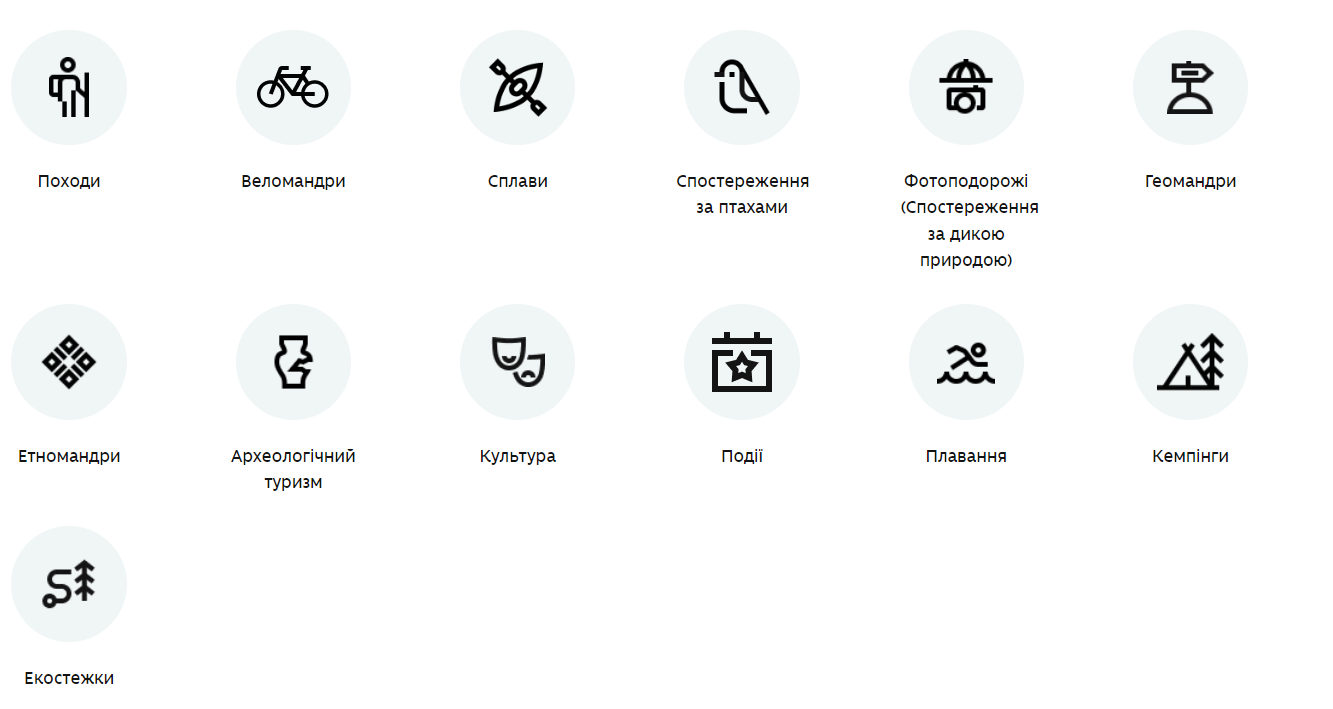 Походи
Веломандри
Сплави
Спостереження
за птахами
Фотоподорожі
(Спостереження
за дикою
природою)
Геомандри
Етномандри
Археологічний
туризм
Культура
Події
Плавання
Кемпінги
Екостежки